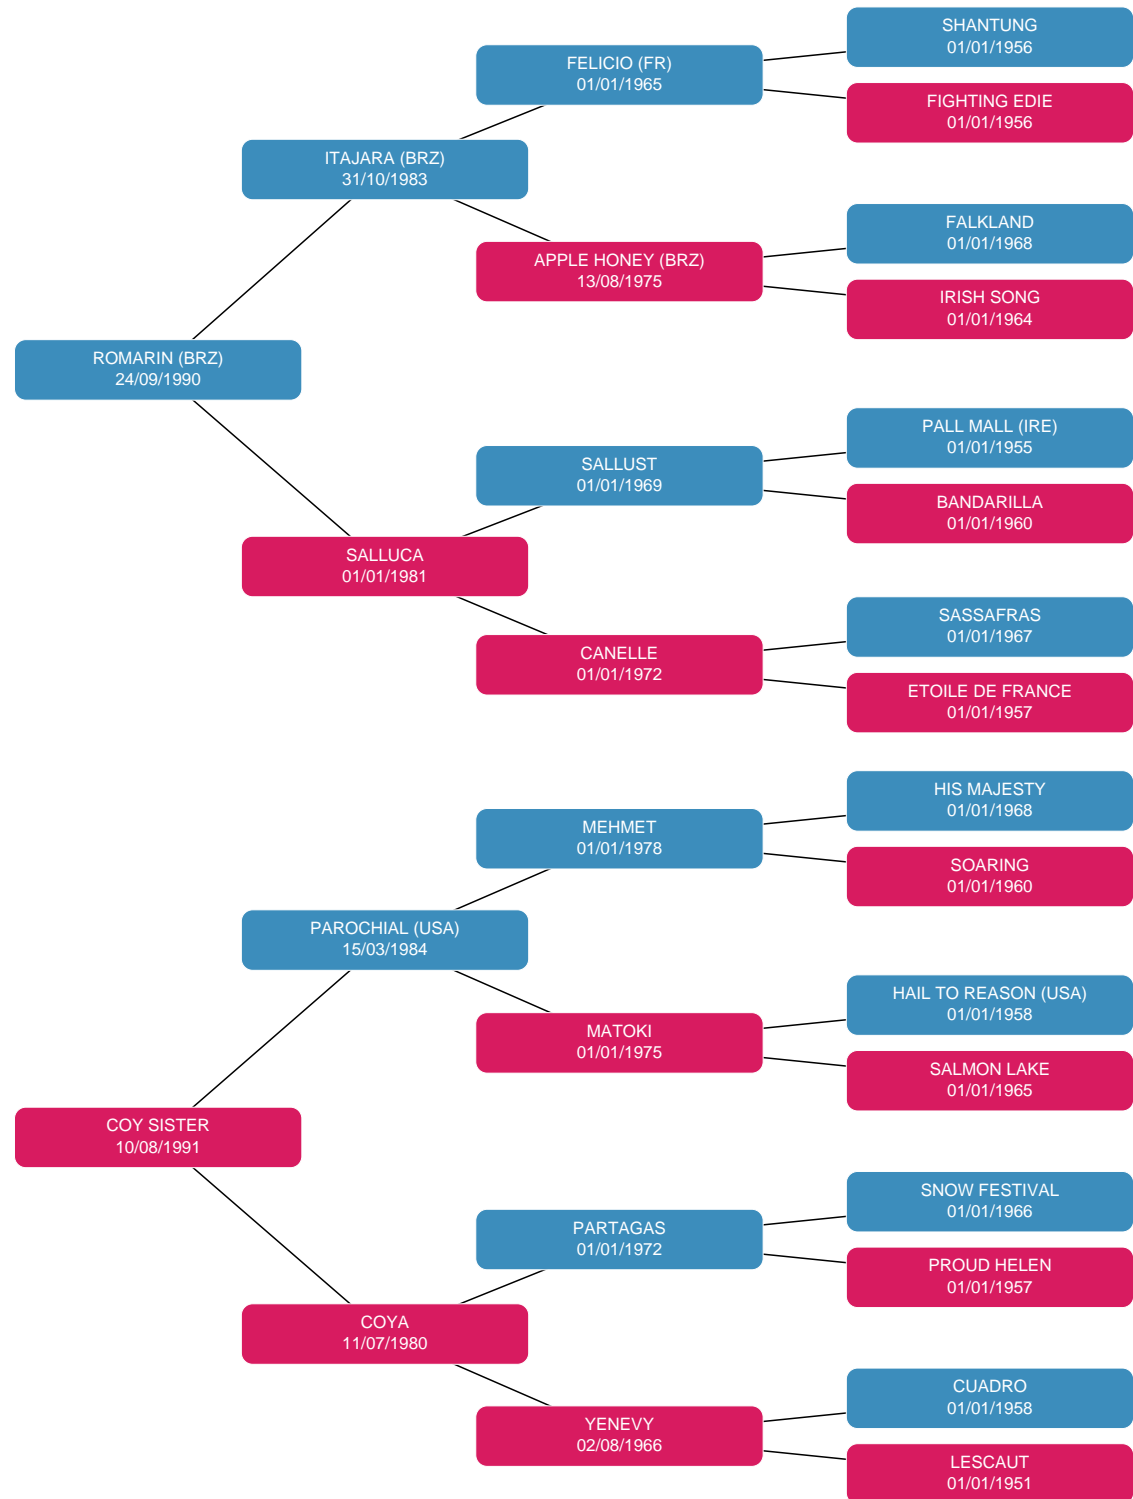 SHANTUNG
01/01/1956
FELICIO (FR)
01/01/1965
FIGHTING EDIE
01/01/1956
ITAJARA (BRZ)
31/10/1983
FALKLAND
01/01/1968
APPLE HONEY (BRZ)
13/08/1975
IRISH SONG
01/01/1964
ROMARIN (BRZ)
24/09/1990
PALL MALL (IRE)
01/01/1955
SALLUST
01/01/1969
BANDARILLA
01/01/1960
SALLUCA
01/01/1981
SASSAFRAS
01/01/1967
CANELLE
01/01/1972
ETOILE DE FRANCE
01/01/1957
HIS MAJESTY
01/01/1968
MEHMET
01/01/1978
SOARING
01/01/1960
PAROCHIAL (USA)
15/03/1984
HAIL TO REASON (USA)
01/01/1958
MATOKI
01/01/1975
SALMON LAKE
01/01/1965
COY SISTER
10/08/1991
SNOW FESTIVAL
01/01/1966
PARTAGAS
01/01/1972
PROUD HELEN
01/01/1957
COYA
11/07/1980
CUADRO
01/01/1958
YENEVY
02/08/1966
LESCAUT
01/01/1951